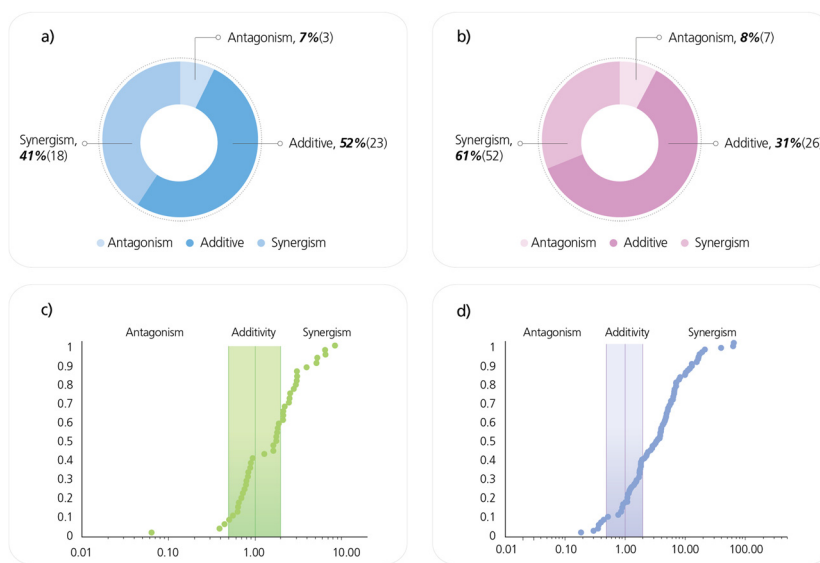 a)
Antagonism, 7%(3)
Synergism,
41%(18)
Additive, 52%(23)
Antagonism
Additive
Synergism
b)
Antagonism, 8%(7)
Synergism,
61%(52)
Additive, 31%(26)
Antagonism
Additive
Synergism
c)
Antagonism
Additivity
Synergism
1
0.9
0.8
0.7
0.6
0.5
0.4
0.3
0.2
0.1
0
0.01
0.10
1.00
10.00
d)
Antagonism
Additivity
Synergism
1
0.9
0.8
0.7
0.6
0.5
0.4
0.3
0.2
0.1
0
0.01
0.10
1.00
10.00
100.00